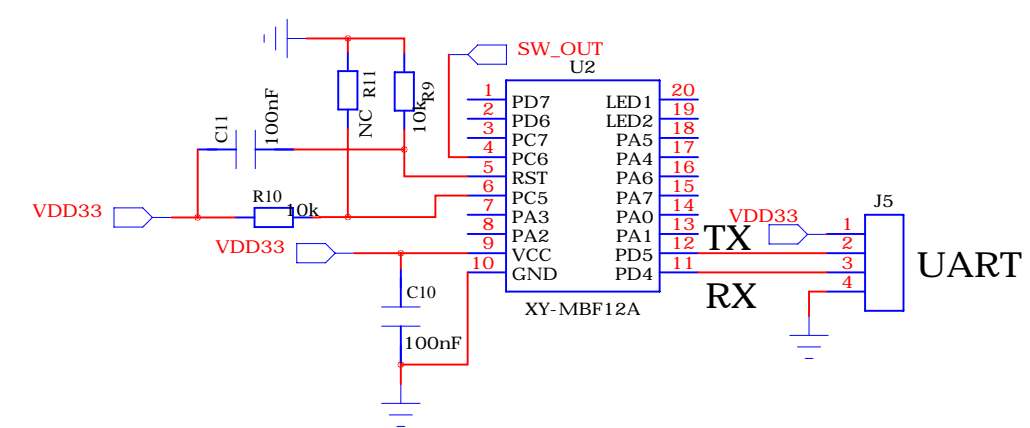 SW_OUT
U2
R11
NC
R9
10k
C11
100nF
VDD33
R10
10k
VDD33
C10
100nF
1 PD7 LED1 20
2 PD6 LED2 19
3 PC7 PA5 18
4 PC6 PA4 17
5 RST PA6 16
6 PC5 PA7 15
7 PA3 PA0 14
8 PA2 PA1 13
9 VCC PD5 12
10 GND PD4 11
XY-MBF12A
TX
RX
VDD33
J5
1
2
3
4
UART